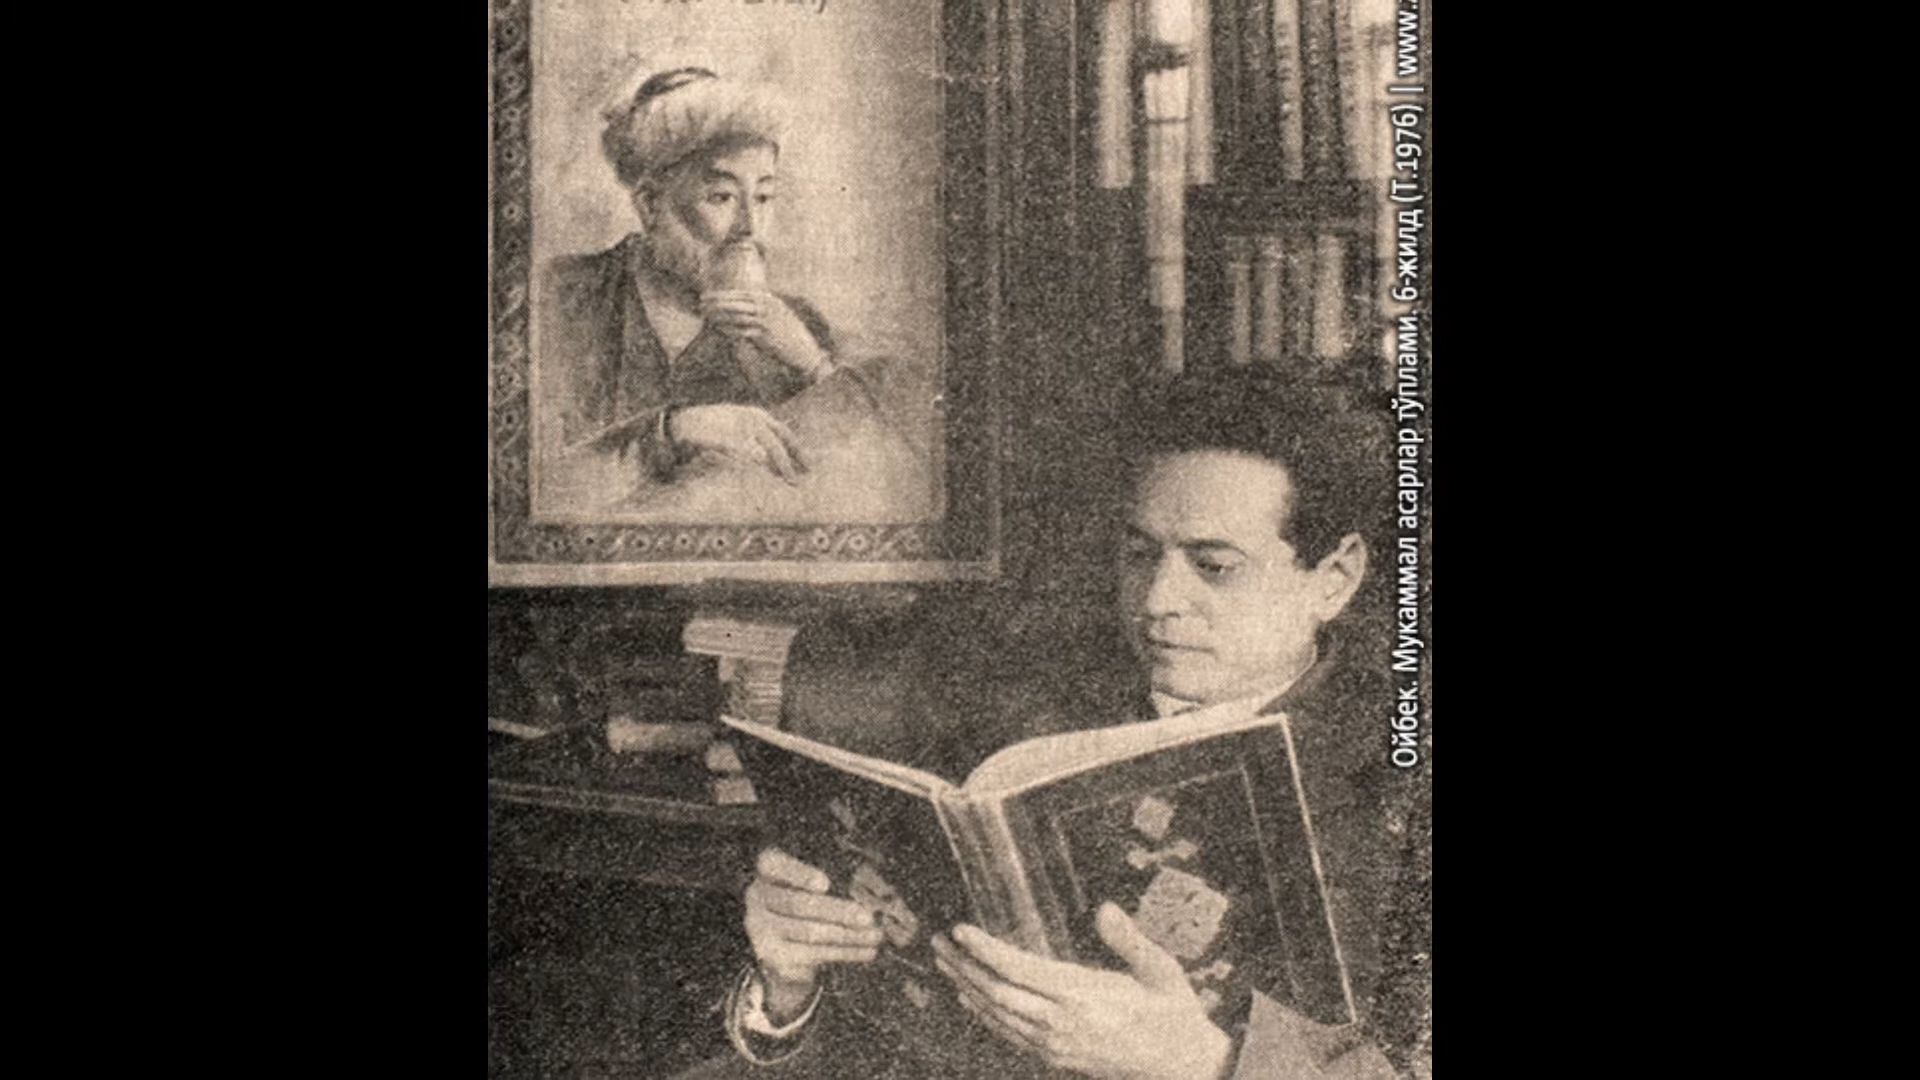 Ойбек. Мукаммал асарлар тўплами. 6-жилд (Т.1976) | www.